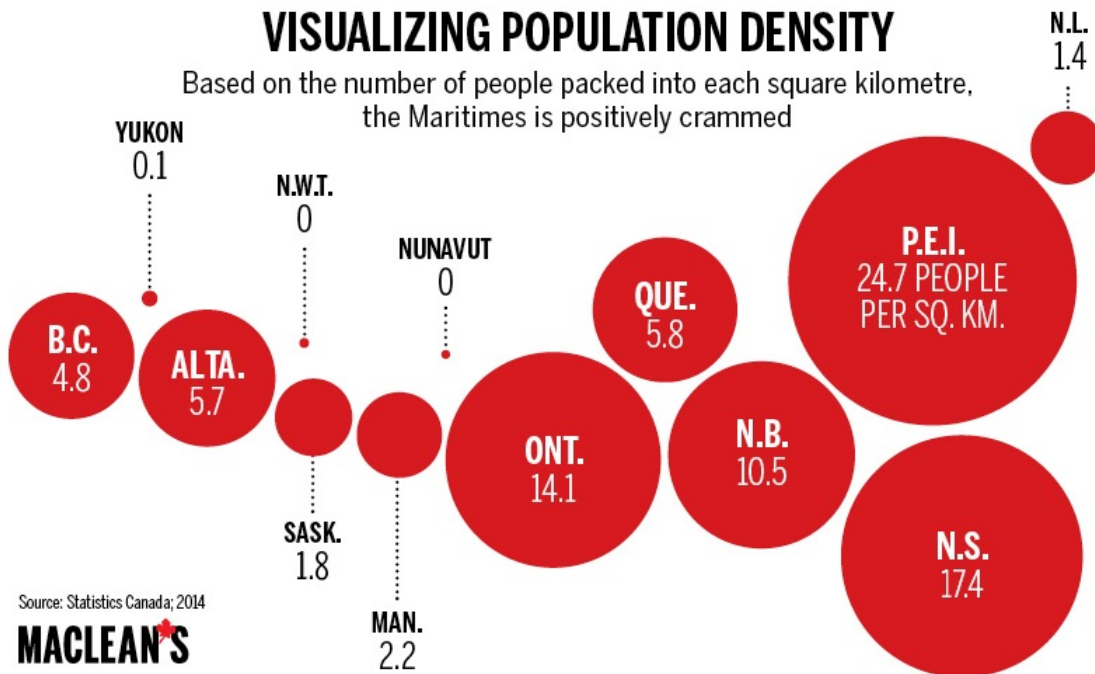 VISUALIZING POPULATION DENSITY
Based on the number of people packed into each square kilometre,
the Maritimes is positively crammed
N.L.
1.4
YUKON
0.1
N.W.T.
0
NUNAVUT
0
P.E.I.
24.7 PEOPLE
PER SQ. KM.
QUE.
5.8
B.C.
4.8
ALTA.
5.7
ONT.
14.1
N.B.
10.5
SASK.
1.8
N.S.
17.4
MAN.
2.2
Source: Statistics Canada; 2014
MACLEAN'S